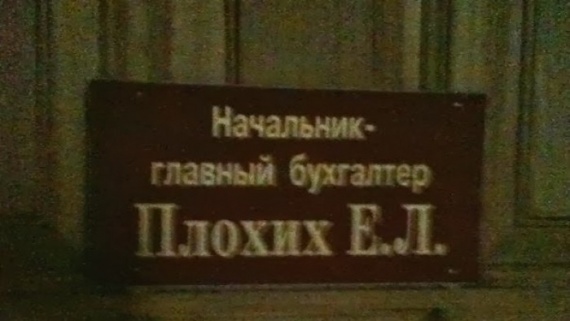 Начальник-
главный бухгалтер
Плохих Е.Л.